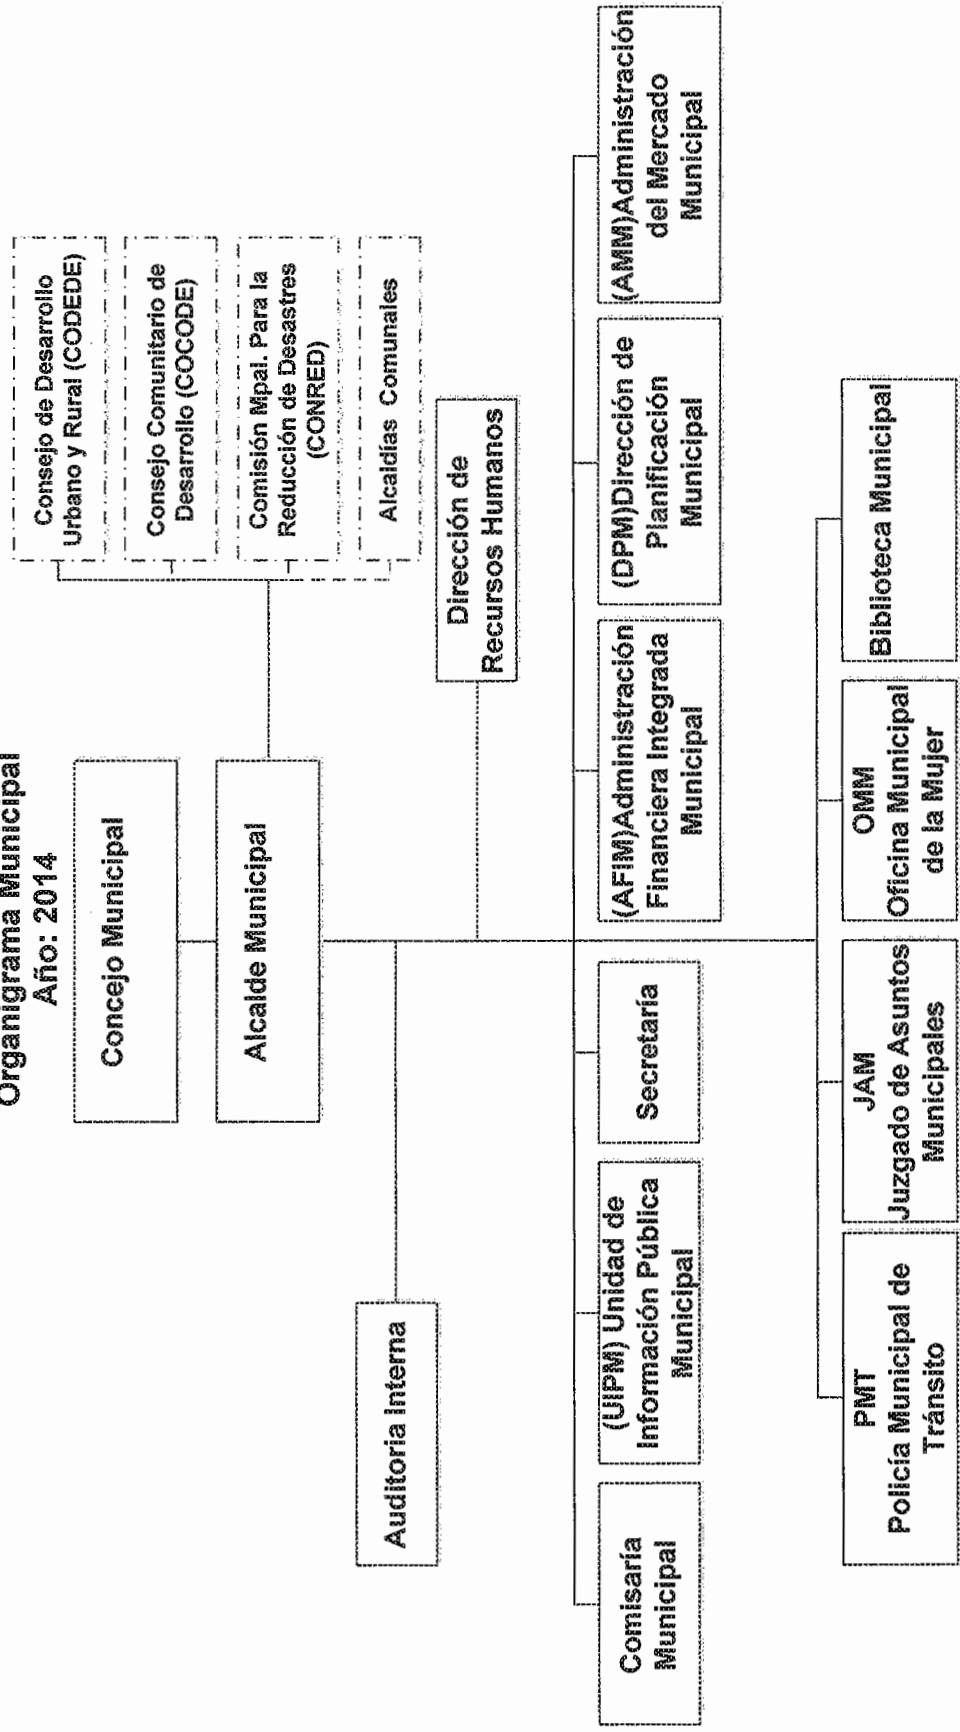 Organigrama Municipal
Año: 2014
Concejo Municipal
Alcalde Municipal
Consejo de Desarrollo
Urbano y Rural (CODEDE)
Consejo Comunitario de
Desarrollo (COCODE)
Comisión Mpal. Para la
Reducción de Desastres
(CONRED)
Alcaldías Comunales
Auditoria Interna
Dirección de
Recursos Humanos
Comisaría
Municipal
(UIPM) Unidad de
Información Pública
Municipal
Secretaría
(AFIM)Administración
Financiera Integrada
Municipal
(DPM)Dirección de
Planificación
Municipal
(AMM)Administración
del Mercado
Municipal
PMT
Policía Municipal de
Tránsito
JAM
Juzgado de Asuntos
Municipales
OMM
Oficina Municipal
de la Mujer
Biblioteca Municipal